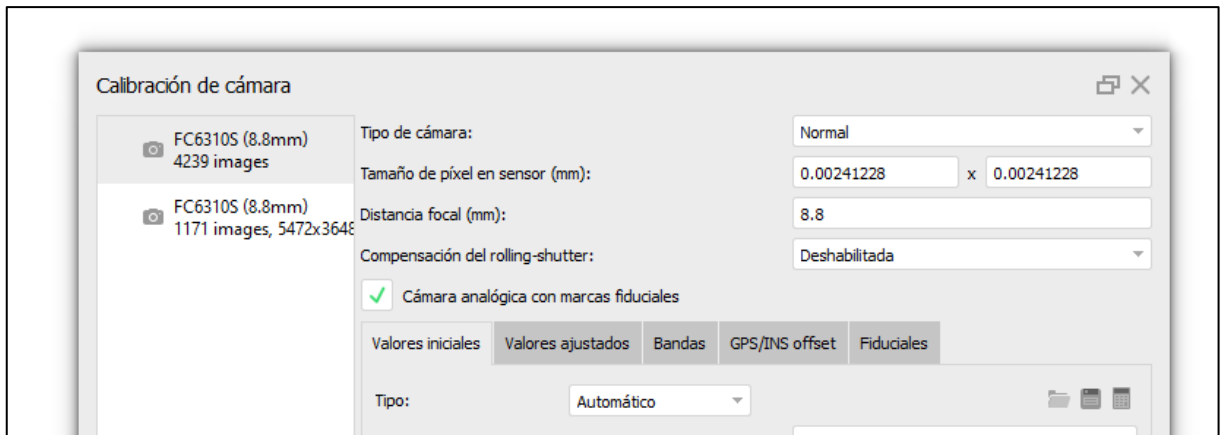 Calibración de cámara
FC6310S (8.8mm)
4239 images
FC6310S (8.8mm)
1171 images, 5472x3648
Tipo de cámara: Normal
Tamaño de píxel en sensor (mm): 0.00241228 x 0.00241228
Distancia focal (mm): 8.8
Compensación del rolling-shutter: Deshabilitada
Cámara analógica con marcas fiduciales
Valores iniciales Valores ajustados Bandas GPS/INS offset Fiduciales
Tipo: Automático